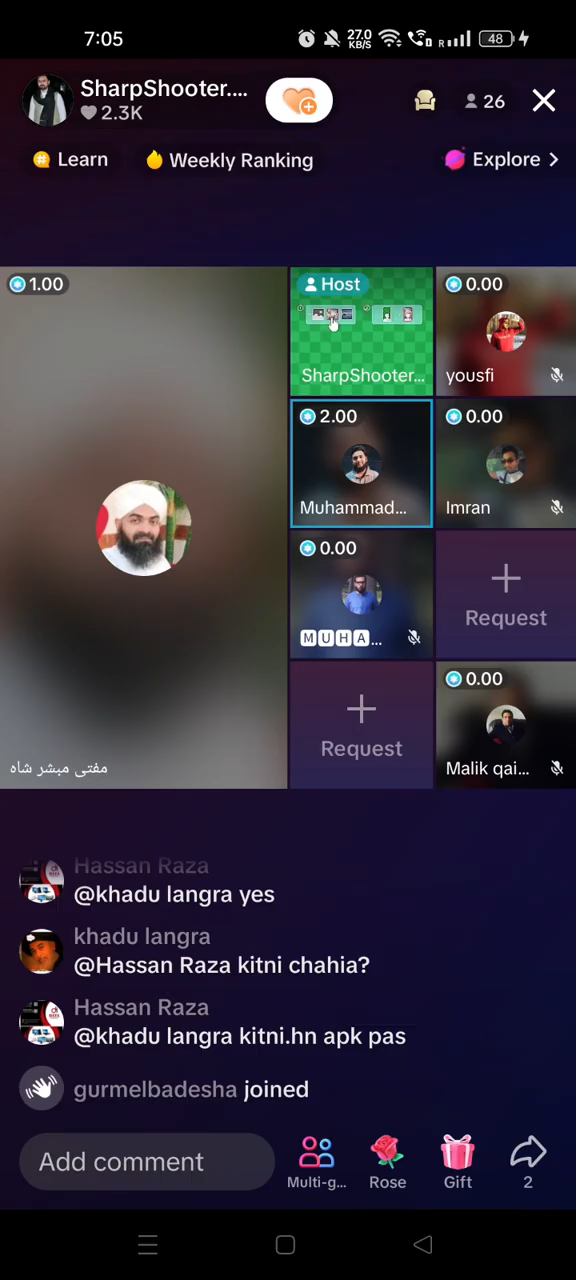 7:05
27.0
KB/S
R
48
SharpShooter....
2.3K
26
Learn
Weekly Ranking
Explore >
1.00
Host
0.00
SharpShooter...
yousfi
2.00
0.00
Muhammad...
Imran
0.00
🄼🅄🄷🄰...
Request
Request
0.00
Malik qai...
مفتی مبشر شاہ
Hassan Raza
@khadu langra yes
khadu langra
@Hassan Raza kitni chahia?
Hassan Raza
@khadu langra kitni.hn apk pas
gurmelbadesha joined
Add comment
Multi-g...
Rose
Gift
2